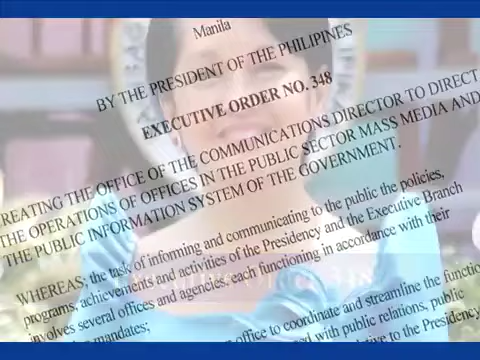 Manila
BY THE PRESIDENT OF THE PHILIPPINES
EXECUTIVE ORDER NO. 348
REATING THE OFFICE OF THE COMMUNICATIONS DIRECTOR TO DIRECT
THE OPERATIONS OF OFFICES IN THE PUBLIC SECTOR MASS MEDIA AND
THE PUBLIC INFORMATION SYSTEM OF THE GOVERNMENT.
WHEREAS, the task of informing and communicating to the public the policies,
programs, achievements and activities of the Presidency and the Executive Branch
involves several offices and agencies, each functioning in accordance with their
mandates;
office to coordinate and streamline the functio
with public relations, public
to the Presidency